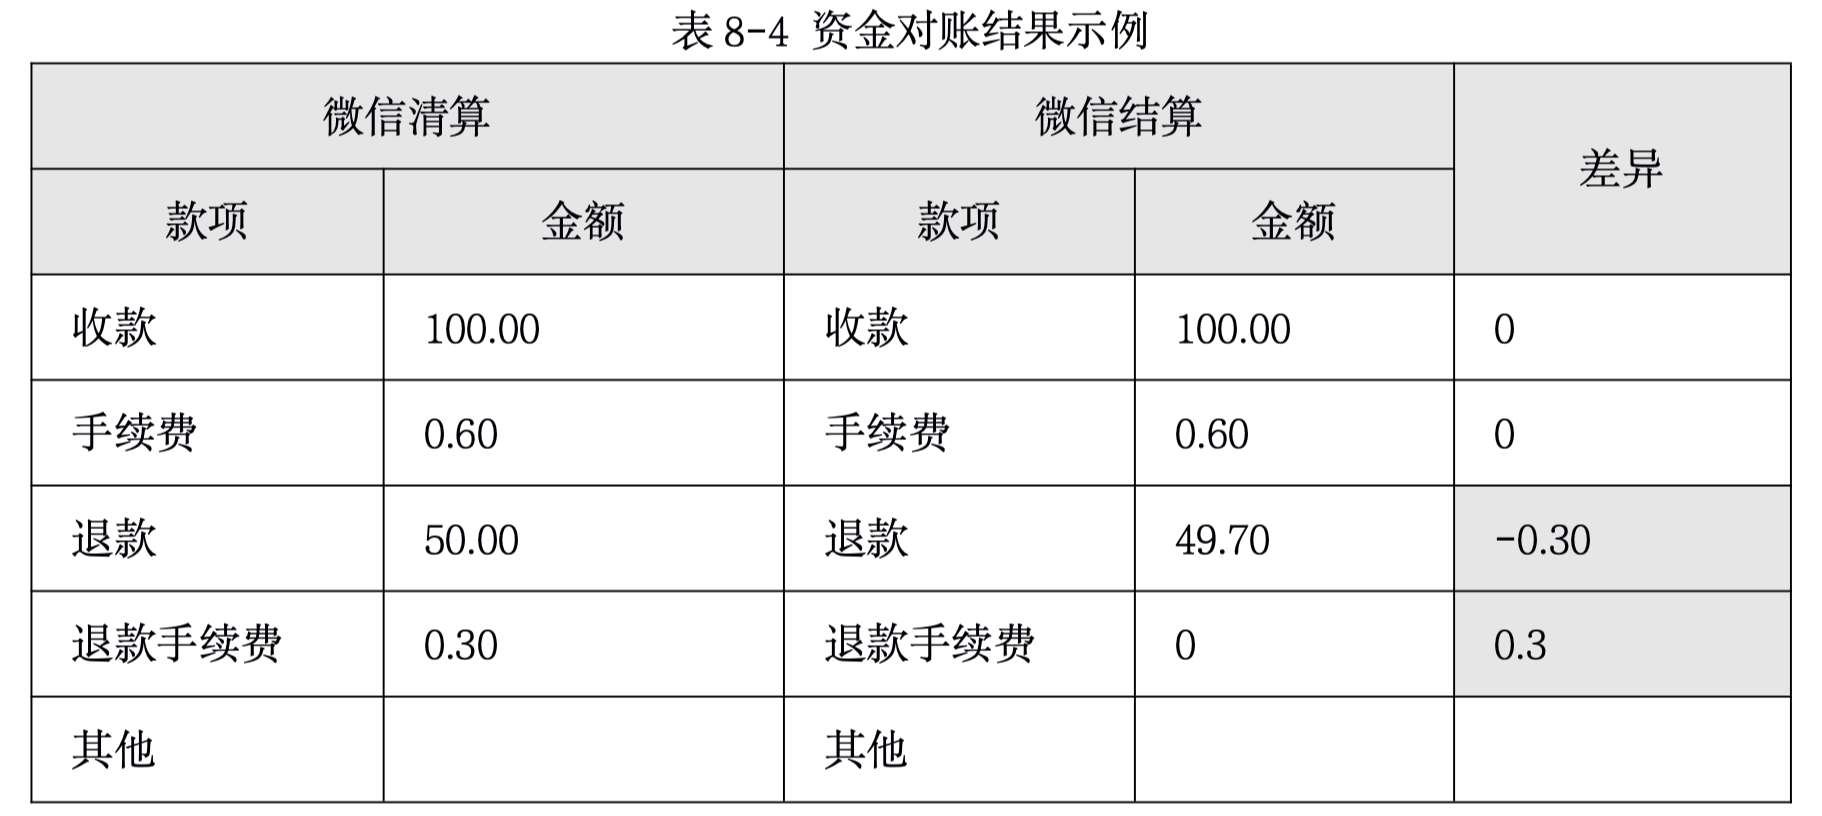 表 8-4 资金对账结果示例
微信清算 微信结算 差异
款项 金额 款项 金额
收款 100.00 收款 100.00 0
手续费 0.60 手续费 0.60 0
退款 50.00 退款 49.70 -0.30
退款手续费 0.30 退款手续费 0 0.3
其他 其他